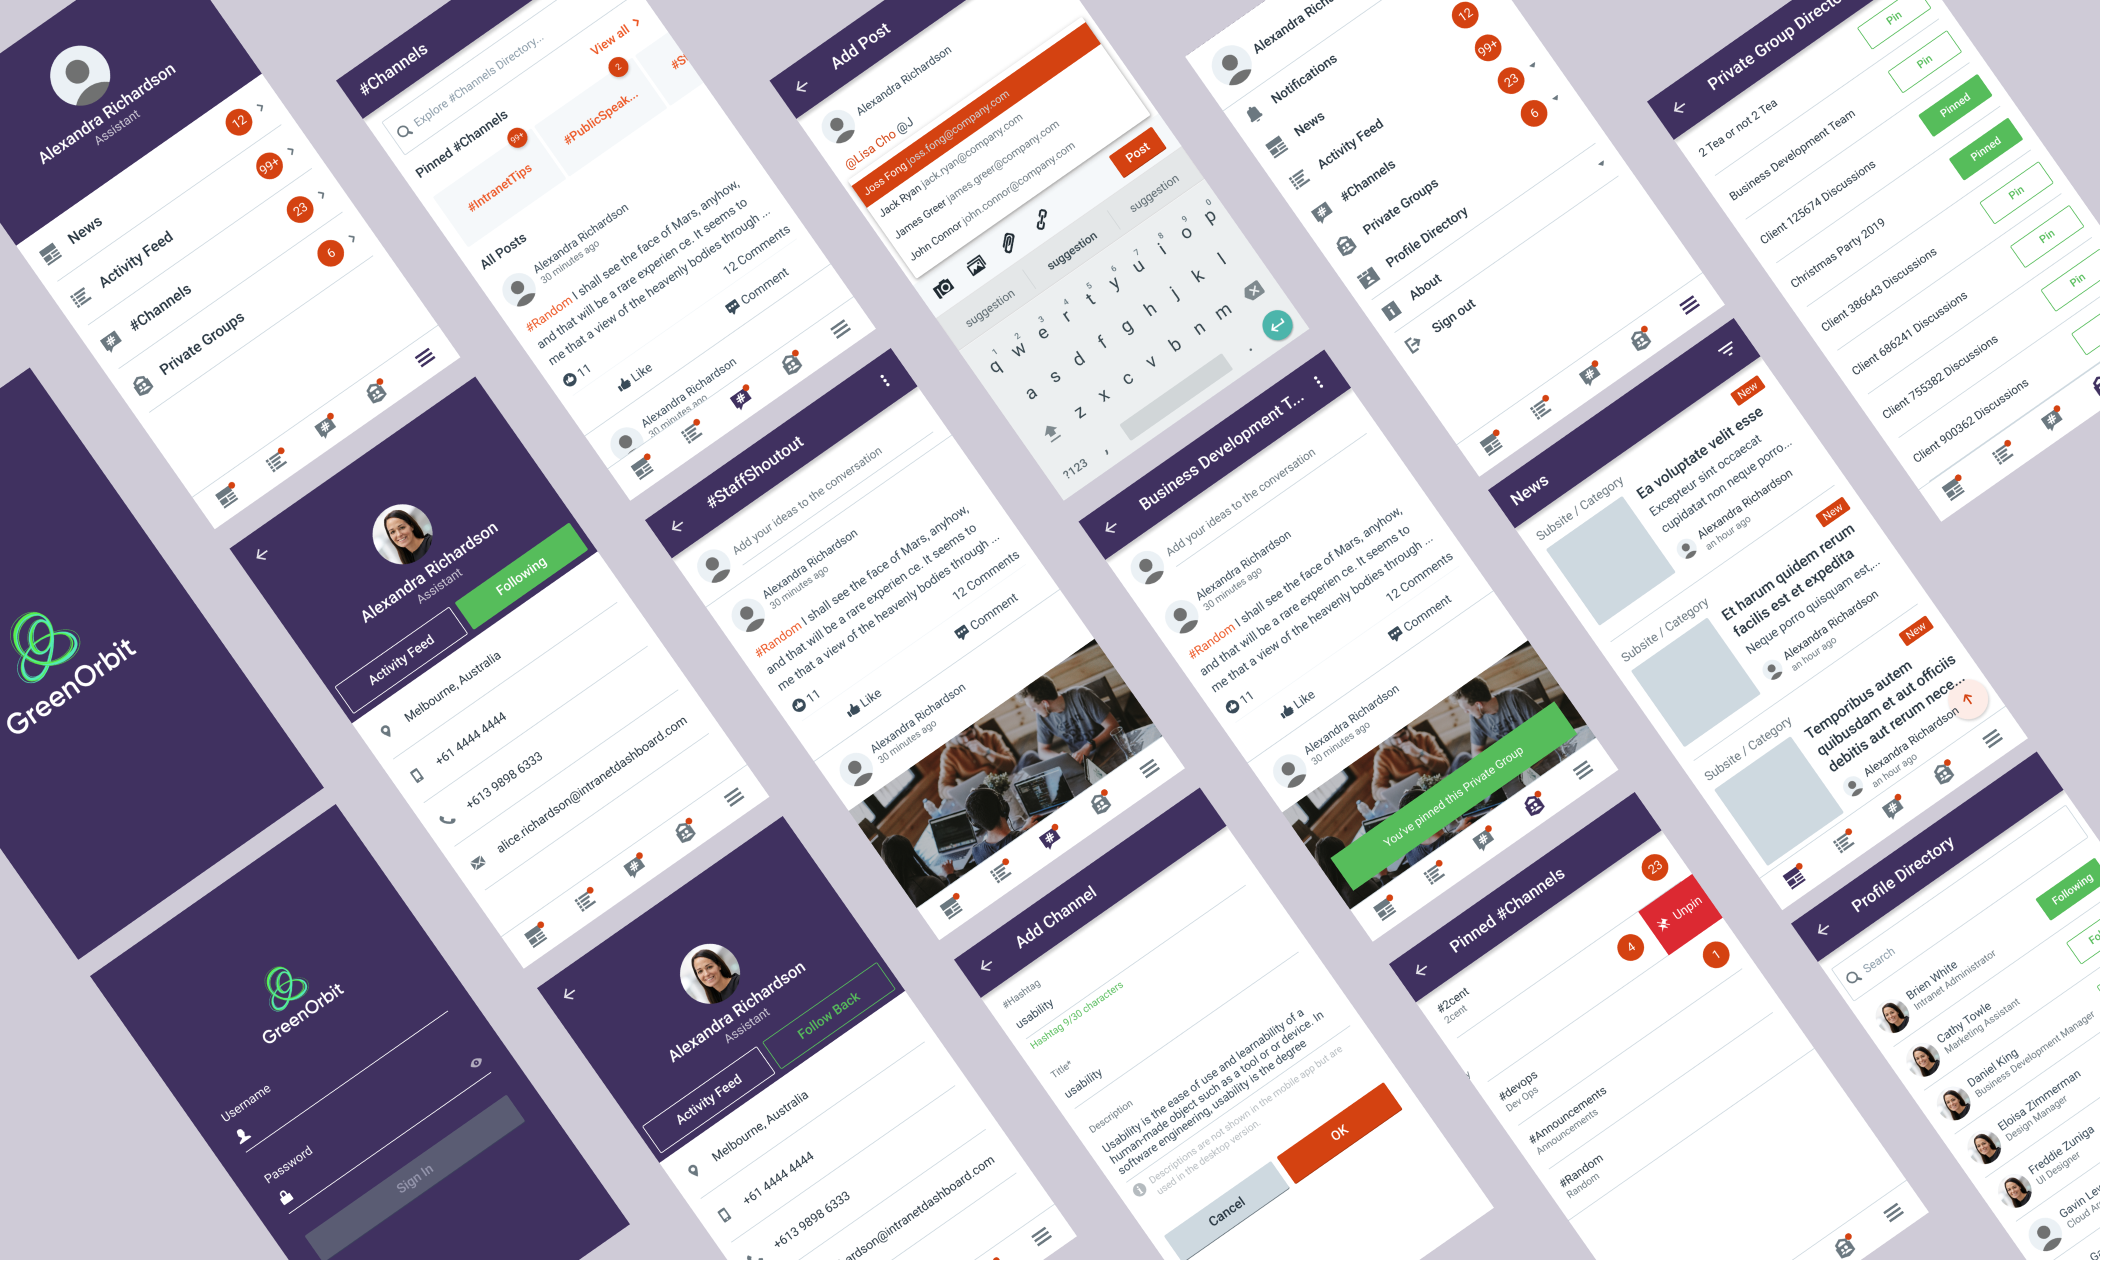 Alexandra Richardson
Assistant
News
12
Activity Feed
99+
#Channels
23
Private Groups
6
#Channels
Explore #Channels Directory...
Pinned #Channels
View all
#IntranetTips
99+
#PublicSpeak...
2
All Posts
Alexandra Richardson
30 minutes ago
#Random I shall see the face of Mars, anyhow,
and that will be a rare experien ce. It seems to
me that a view of the heavenly bodies through ...
11
12 Comments
Like
Comment
Alexandra Richardson
30 minutes ago
Add Post
Alexandra Richardson
@Lisa Cho @J
Joss Fong joss.fong@company.com
Jack Ryan jack.ryan@company.com
James Greer james.greer@company.com
John Connor john.connor@company.com
Post
suggestion
suggestion
suggestion
1 2 3 4 5 6 7 8 9 0
q w e r t y u i o p
a s d f g h j k l
z x c v b n m
?123 , .
Alexandra Richar
Notifications
12
News
99+
Activity Feed
23
#Channels
6
Private Groups
Profile Directory
About
Sign out
Private Group Directo
2 Tea or not 2 Tea
Pin
Business Development Team
Pin
Client 125674 Discussions
Pinned
Christmas Party 2019
Pinned
Client 386643 Discussions
Pin
Client 686241 Discussions
Pin
Client 755382 Discussions
Pin
Client 900362 Discussions
GreenOrbit
Alexandra Richardson
Assistant
Activity Feed
Following
Melbourne, Australia
+61 4444 4444
+613 9898 6333
alice.richardson@intranetdashboard.com
#StaffShoutout
Add your ideas to the conversation
Alexandra Richardson
30 minutes ago
#Random I shall see the face of Mars, anyhow,
and that will be a rare experien ce. It seems to
me that a view of the heavenly bodies through ...
11
12 Comments
Like
Comment
Alexandra Richardson
30 minutes ago
Business Development T...
Add your ideas to the conversation
Alexandra Richardson
30 minutes ago
#Random I shall see the face of Mars, anyhow,
and that will be a rare experien ce. It seems to
me that a view of the heavenly bodies through ...
11
12 Comments
Like
Comment
Alexandra Richardson
30 minutes ago
You've pinned this Private Group
News
Subsite / Category
New
Ea voluptate velit esse
Excepteur sint occaecat
cupidatat non neque porro...
Alexandra Richardson
an hour ago
Subsite / Category
New
Et harum quidem rerum
facilis est et expedita
Neque porro quisquam est,...
Alexandra Richardson
an hour ago
Subsite / Category
New
Temporibus autem
quibusdam et aut officiis
debitis aut rerum nece...
Alexandra Richardson
an hour ago
GreenOrbit
Username
Password
Sign In
Alexandra Richardson
Assistant
Activity Feed
Follow Back
Melbourne, Australia
+61 4444 4444
+613 9898 6333
ardson@intranetdashboard.com
Add Channel
#Hashtag
usability
Hashtag 9/30 characters
Title*
usability
Description
Usability is the ease of use and learnability of a
human-made object such as a tool or or device. In
software engineering, usability is the degree
Descriptions are not shown in the mobile app but are
used in the desktop version.
Cancel
OK
Pinned #Channels
#2cent
2cent
23
Unpin
4
#devops
Dev Ops
1
#Announcements
Announcements
#Random
Random
Profile Directory
Search
Brien White
Intranet Administrator
Following
Cathy Towle
Marketing Assistant
Daniel King
Business Development Manager
Eloisa Zimmerman
Design Manager
Freddie Zuniga
UI Designer
Gavin Le
Cloud Ar